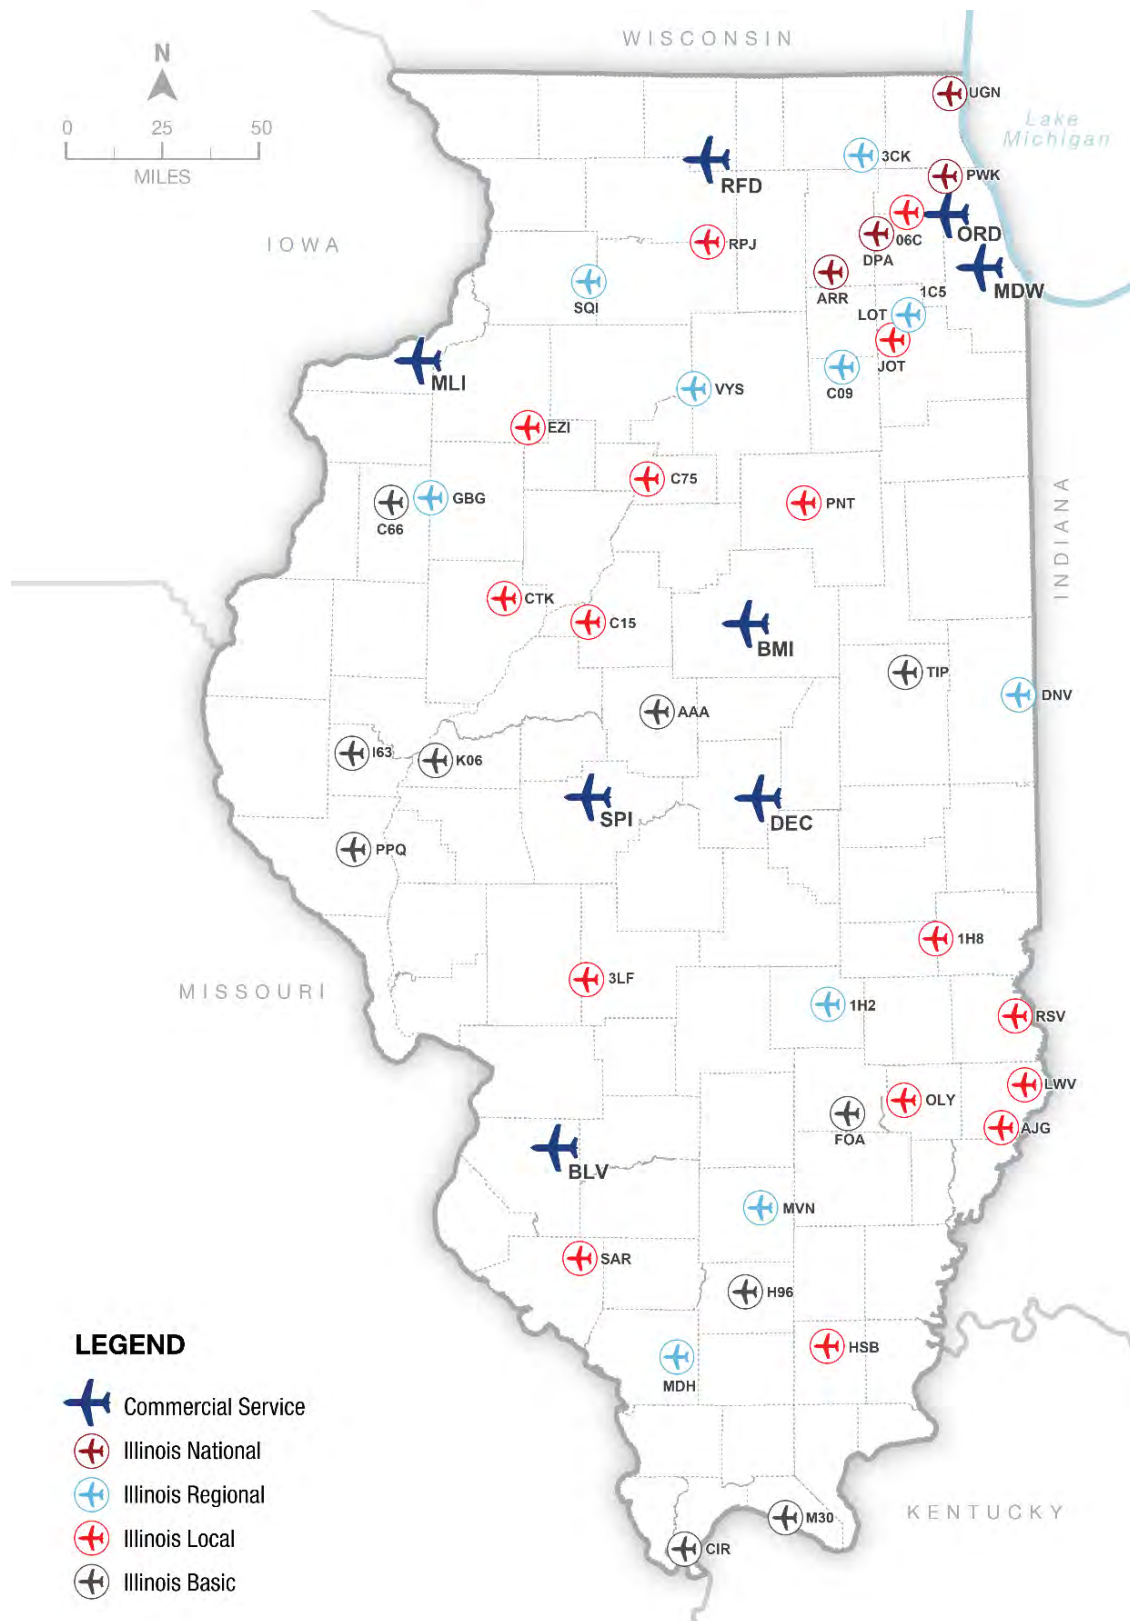 WISCONSIN
N
UGN
0 25 50
Lake
Michigan
MILES
3CK
PWK
RFD
ORD
06C
IOWA
RPJ
DPA
MDW
ARR
1C5
SQI
LOT
JOT
MLI
C09
VYS
EZI
C75
GBG
PNT
C66
INDIANA
CTK
C15
BMI
TIP
DNV
AAA
I63
K06
SPI
DEC
PPQ
1H8
3LF
MISSOURI
1H2
RSV
LWV
OLY
AJG
FOA
BLV
MVN
SAR
H96
LEGEND
HSB
MDH
Commercial Service
Illinois National
Illinois Regional
KENTUCKY
M30
Illinois Local
CIR
Illinois Basic